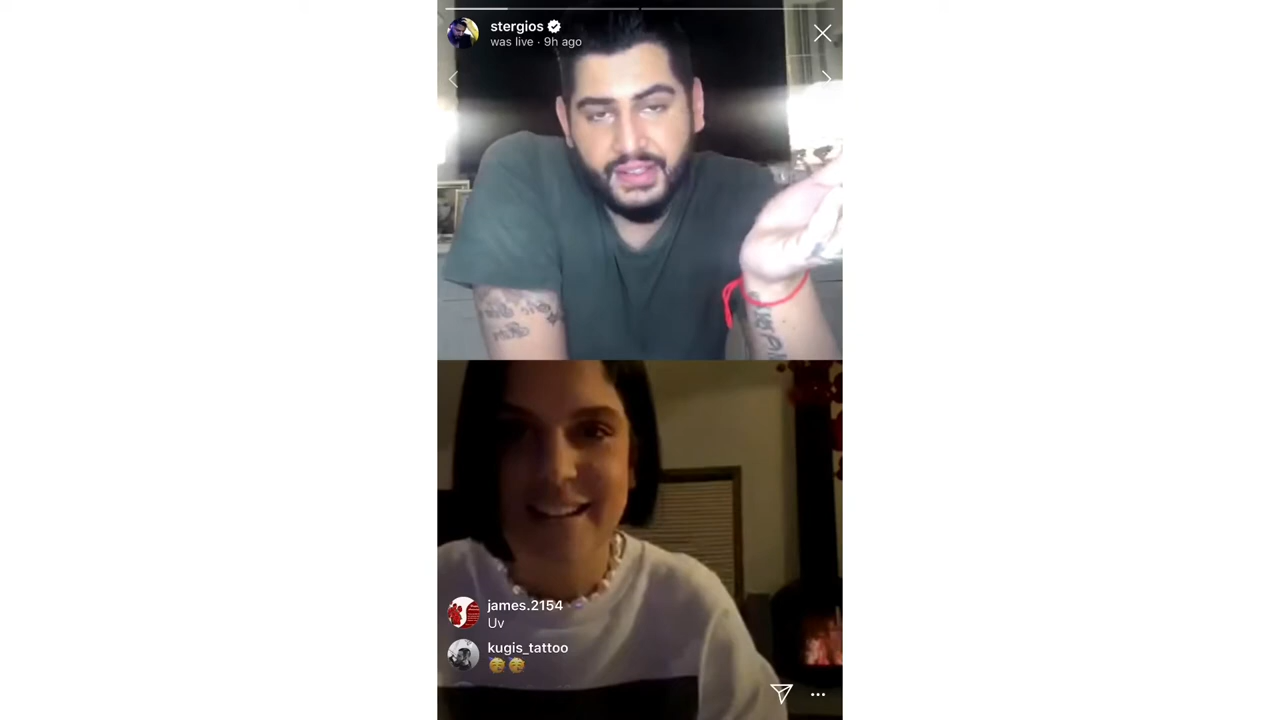 stergios
was live · 9h ago
james.2154
Uv
kugis_tattoo
🥳🥳